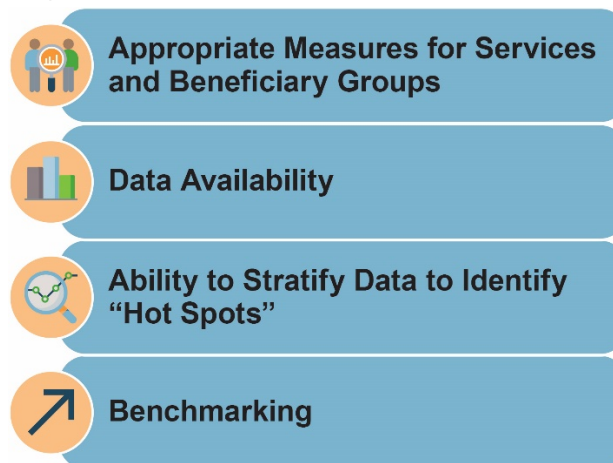 Appropriate Measures for Services
and Beneficiary Groups
Data Availability
Ability to Stratify Data to Identify
“Hot Spots”
Benchmarking